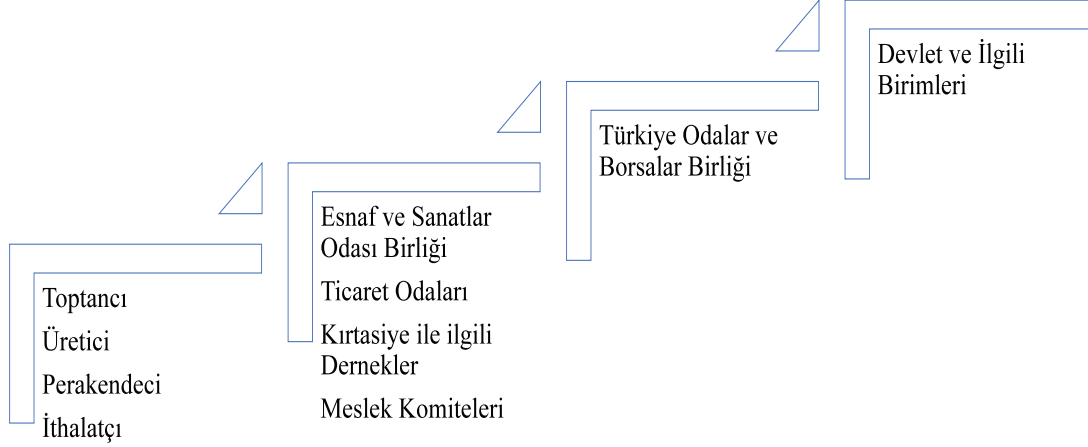 Toptancı
Üretici
Perakendeci
İthalatçı
Esnaf ve Sanatlar
Odası Birliği
Ticaret Odaları
Kırtasiye ile ilgili
Dernekler
Meslek Komiteleri
Türkiye Odalar ve
Borsalar Birliği
Devlet ve İlgili
Birimleri